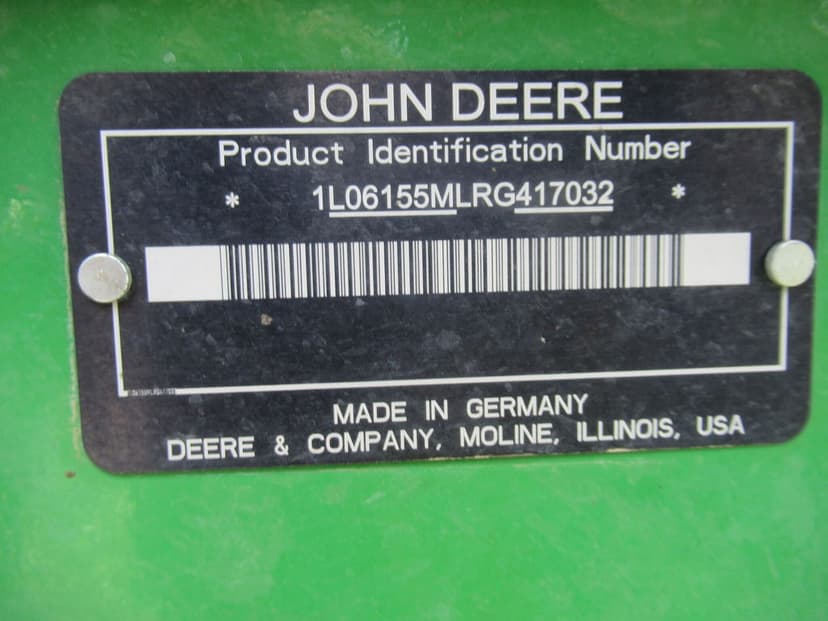 JOHN DEERE
Product Identification Number
* 1L06155MLRG417032 *
MADE IN GERMANY
DEERE & COMPANY, MOLINE, ILLINOIS, USA